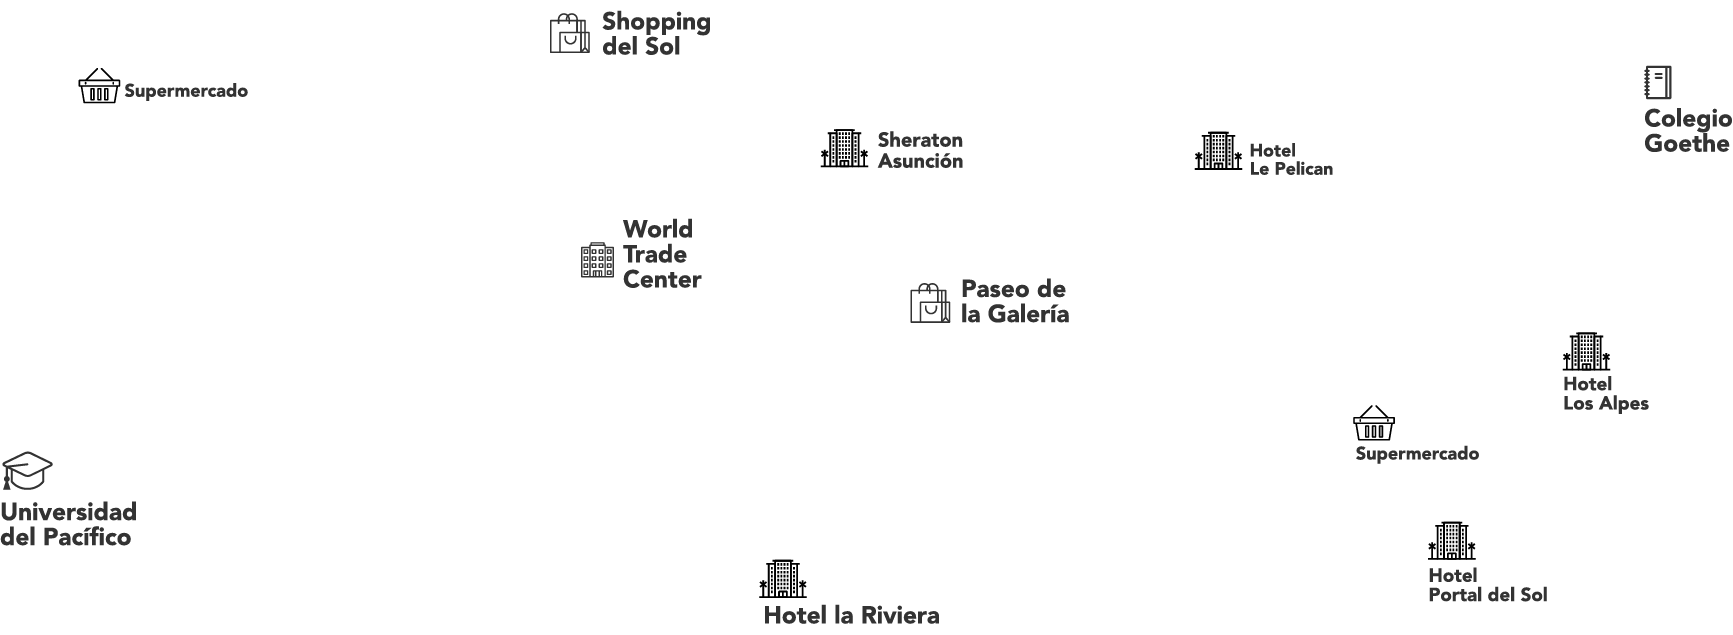 Shopping
del Sol
Supermercado
Colegio
Goethe
Sheraton
Asunción
Hotel
Le Pelican
World
Trade
Center
Paseo de
la Galería
Hotel
Los Alpes
Supermercado
Universidad
del Pacífico
Hotel
Portal del Sol
Hotel la Riviera